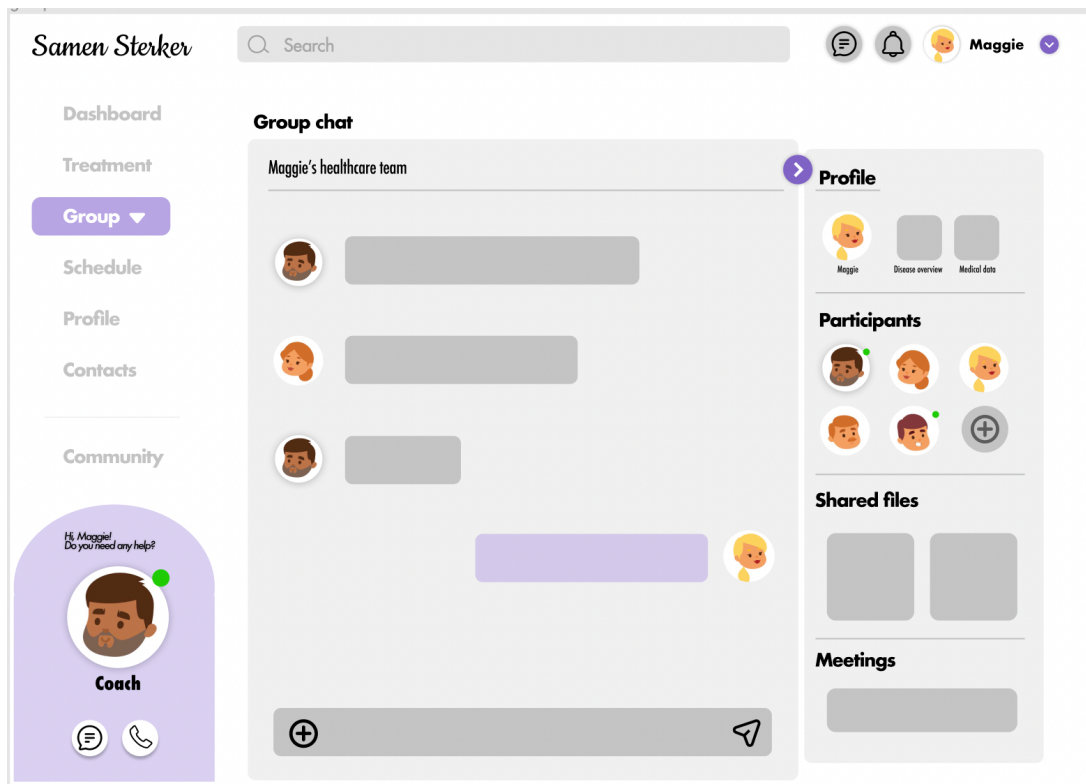 Samen Sterker
Search
Maggie
Dashboard
Treatment
Group
Schedule
Profile
Contacts
Community
Hi, Maggie!
Do you need any help?
Coach
Group chat
Maggie's healthcare team
Profile
Maggie
Disease overview
Medical data
Participants
Shared files
Meetings